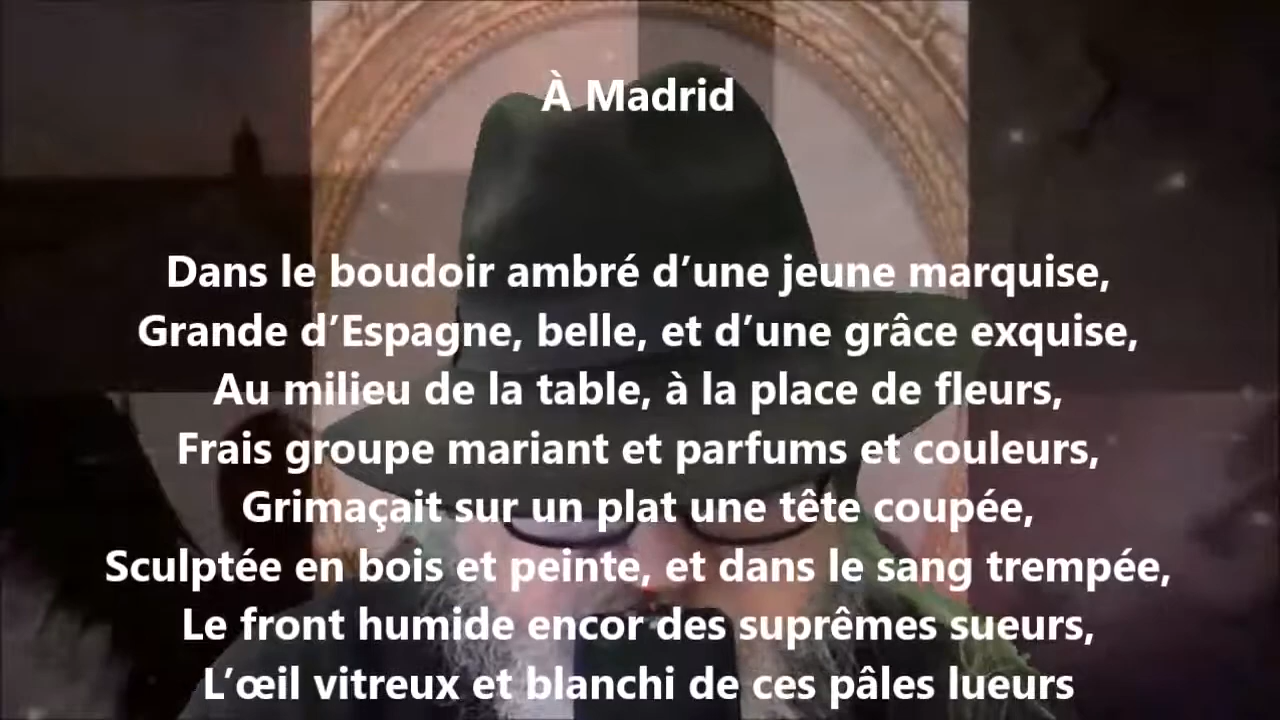 À Madrid
Dans le boudoir ambré d’une jeune marquise,
Grande d’Espagne, belle, et d’une grâce exquise,
Au milieu de la table, à la place de fleurs,
Frais groupe mariant et parfums et couleurs,
Grimaçait sur un plat une tête coupée,
Sculptée en bois et peinte, et dans le sang trempée,
Le front humide encor des suprêmes sueurs,
L’œil vitreux et blanchi de ces pâles lueurs